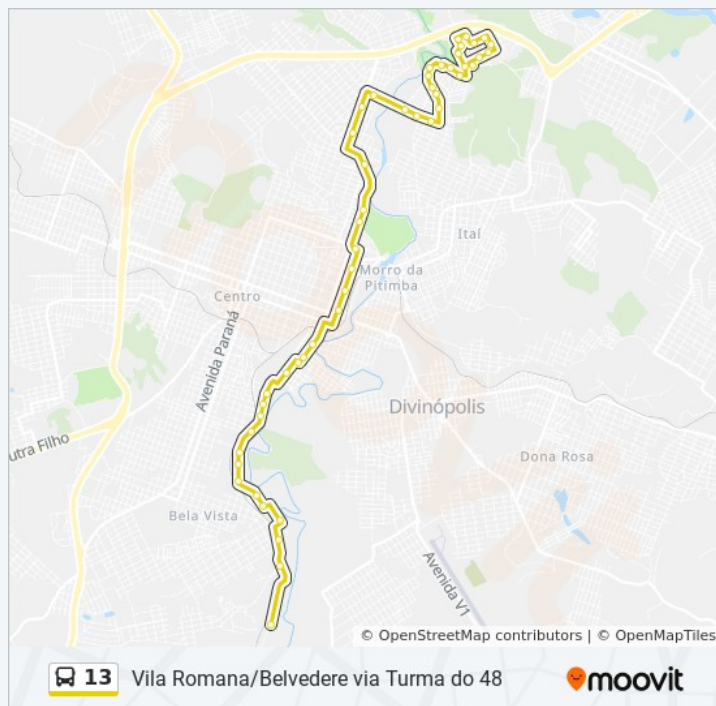 Itaí
Morro da
Pitimba
Centro
Avenida Paraná
Divinópolis
utra Filho
Dona Rosa
Bela Vista
Avenida V1
© OpenStreetMap contributors | © OpenMapTiles
13 Vila Romana/Belvedere via Turma do 48 moovit